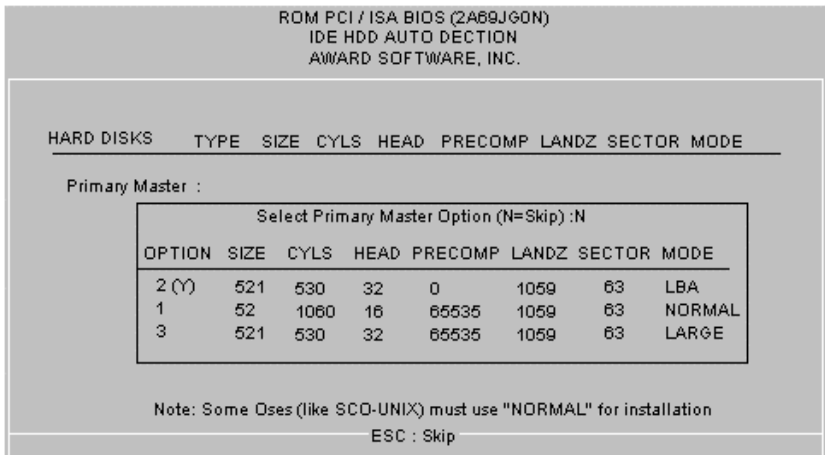 ROM PCI / ISA BIOS (2A69JG0N)
IDE HDD AUTO DECTION
AWARD SOFTWARE, INC.
HARD DISKS TYPE SIZE CYLS HEAD PRECOMP LANDZ SECTOR MODE
Primary Master :
Select Primary Master Option (N=Skip) :N
OPTION SIZE CYLS HEAD PRECOMP LANDZ SECTOR MODE
2 (Y) 521 530 32 0 1059 63 LBA
1 52 1060 16 65535 1059 63 NORMAL
3 521 530 32 65535 1059 63 LARGE
Note: Some Oses (like SCO-UNIX) must use "NORMAL" for installation
ESC : Skip